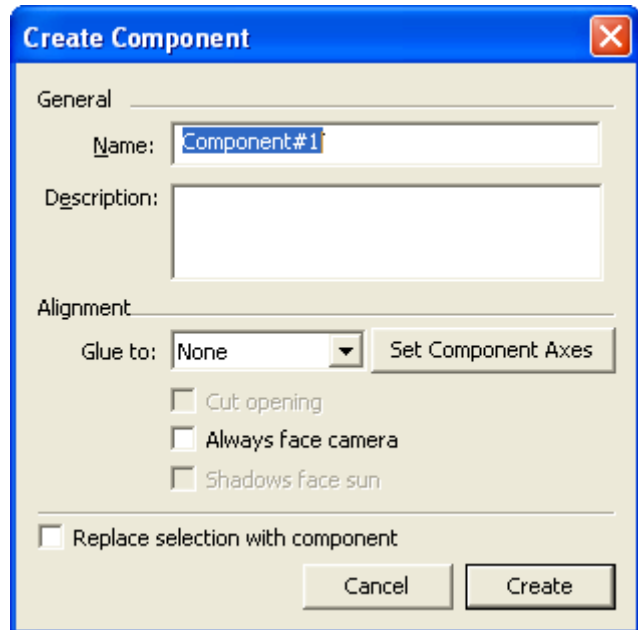 Create Component
General
Name: Component#1
Description:
Alignment
Glue to: None Set Component Axes
Cut opening
Always face camera
Shadows face sun
Replace selection with component
Cancel Create